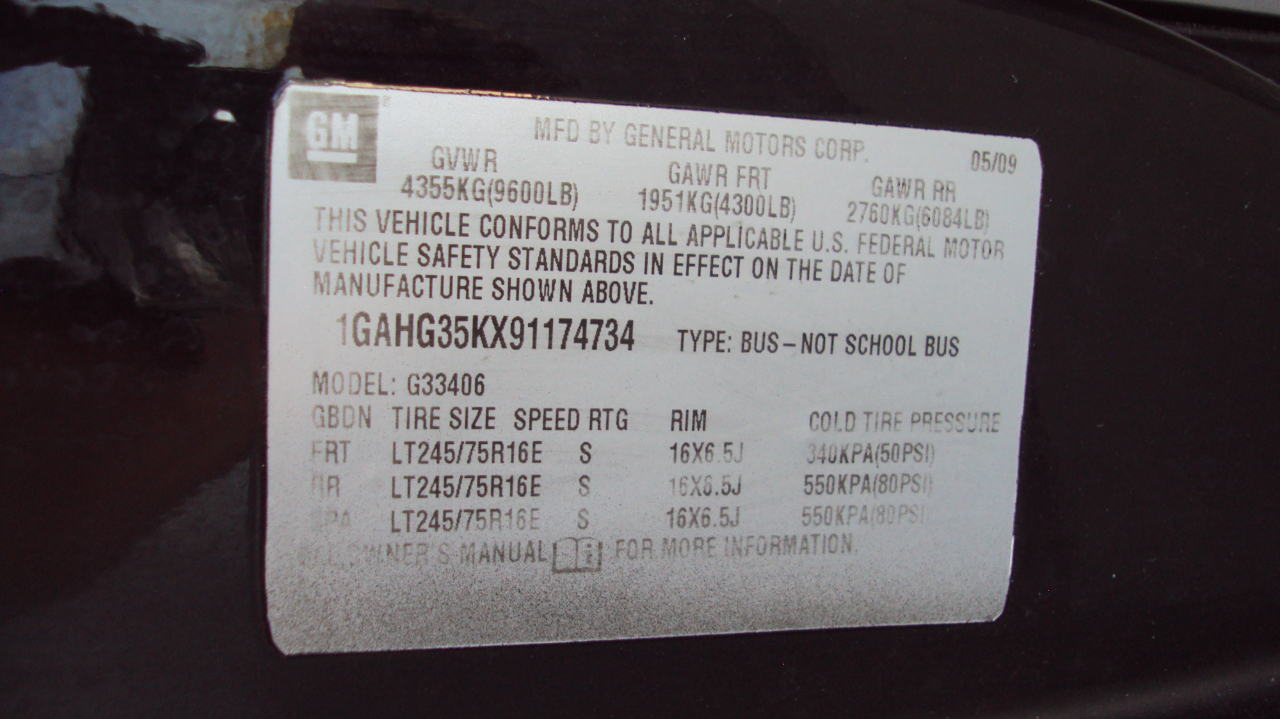 GM ®
MFD BY GENERAL MOTORS CORP. 05/09
GVWR GAWR FRT GAWR RR
4355KG(9600LB) 1951KG(4300LB) 2760KG(6084LB)
THIS VEHICLE CONFORMS TO ALL APPLICABLE U.S. FEDERAL MOTOR
VEHICLE SAFETY STANDARDS IN EFFECT ON THE DATE OF
MANUFACTURE SHOWN ABOVE.
1GAHG35KX91174734 TYPE: BUS – NOT SCHOOL BUS
MODEL: G33406
GBDN TIRE SIZE SPEED RTG RIM COLD TIRE PRESSURE
FRT LT245/75R16E S 16X6.5J 340KPA(50PSI)
RR LT245/75R16E S 16X6.5J 550KPA(80PSI)
SPA LT245/75R16E S 16X6.5J 550KPA(80PSI)
OWNER'S MANUAL FOR MORE INFORMATION.